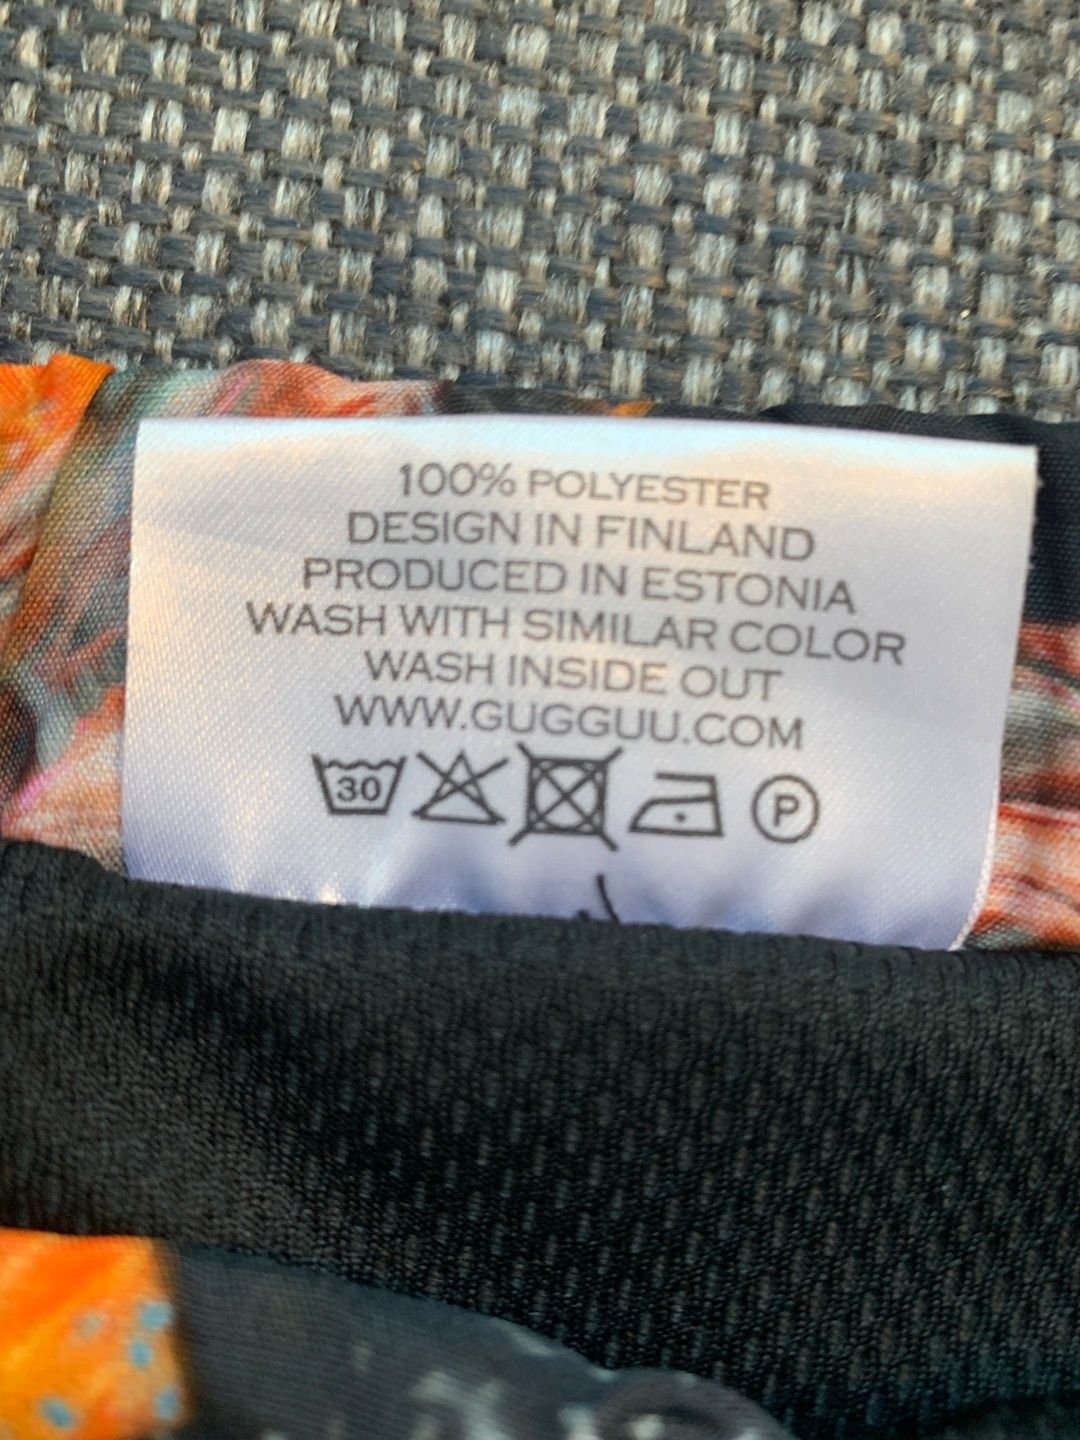 100% POLYESTER
DESIGN IN FINLAND
PRODUCED IN ESTONIA
WASH WITH SIMILAR COLOR
WASH INSIDE OUT
WWW.GUGGUU.COM
30 P